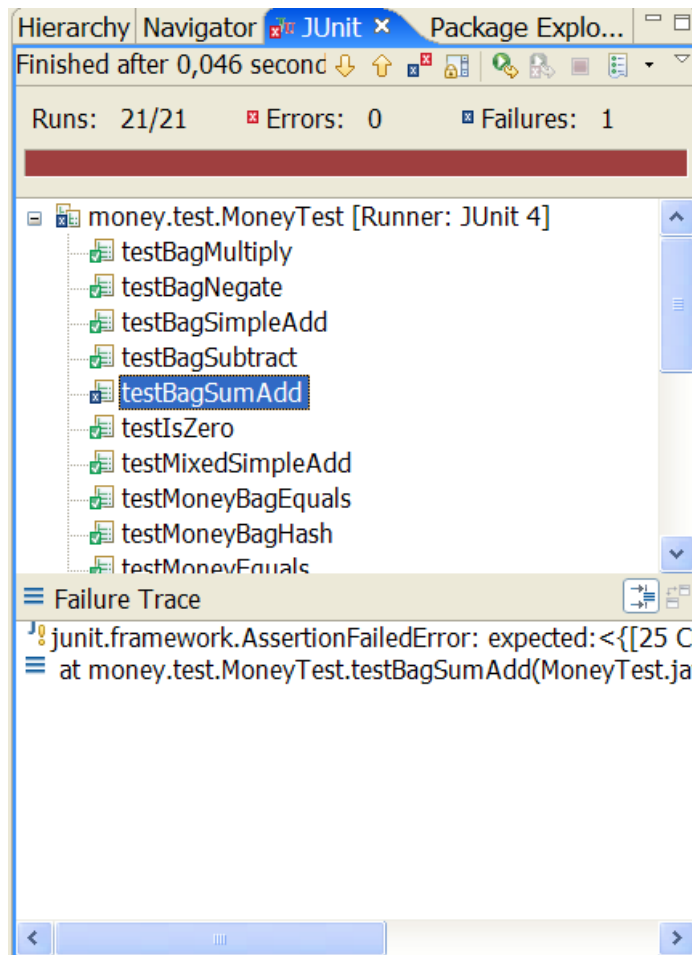 Hierarchy Navigator JUnit Package Explo...
Finished after 0,046 second
Runs: 21/21 Errors: 0 Failures: 1
money.test.MoneyTest [Runner: JUnit 4]
testBagMultiply
testBagNegate
testBagSimpleAdd
testBagSubtract
testBagSumAdd
testIsZero
testMixedSimpleAdd
testMoneyBagEquals
testMoneyBagHash
testMoneyEquals
Failure Trace
junit.framework.AssertionFailedError: expected:<{[25 C
at money.test.MoneyTest.testBagSumAdd(MoneyTest.ja